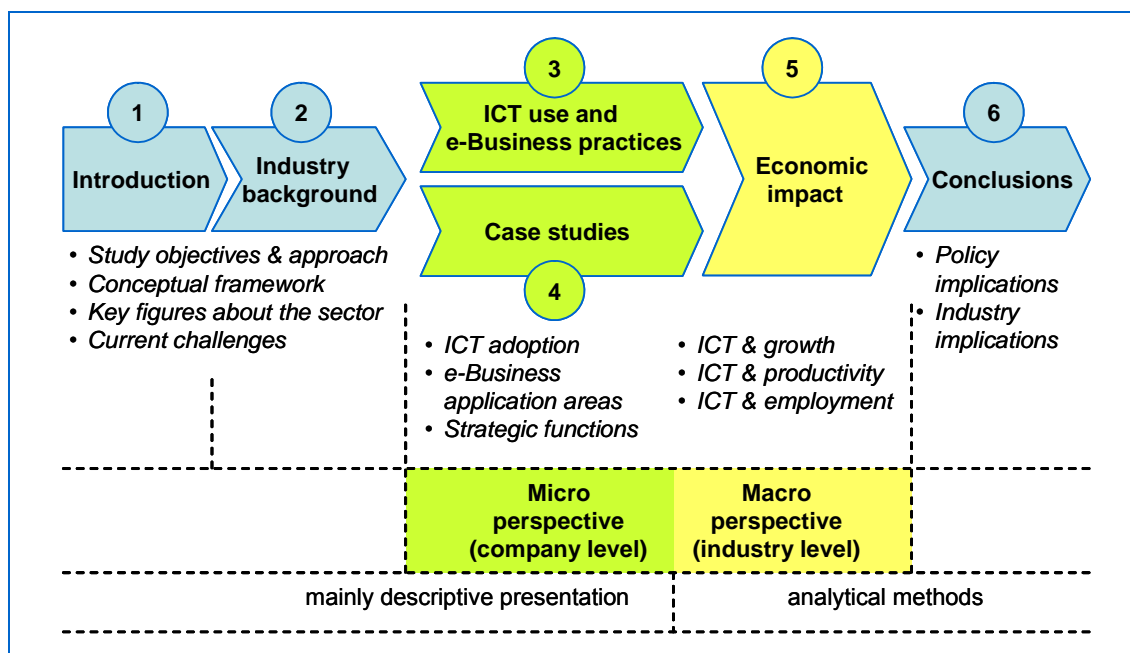 1
Introduction
2
Industry
background
• Study objectives & approach
• Conceptual framework
• Key figures about the sector
• Current challenges
3
ICT use and
e-Business practices
Case studies
4
• ICT adoption
• e-Business
application areas
• Strategic functions
5
Economic
impact
• ICT & growth
• ICT & productivity
• ICT & employment
6
Conclusions
• Policy
implications
• Industry
implications
Micro
perspective
(company level)
Macro
perspective
(industry level)
mainly descriptive presentation
analytical methods